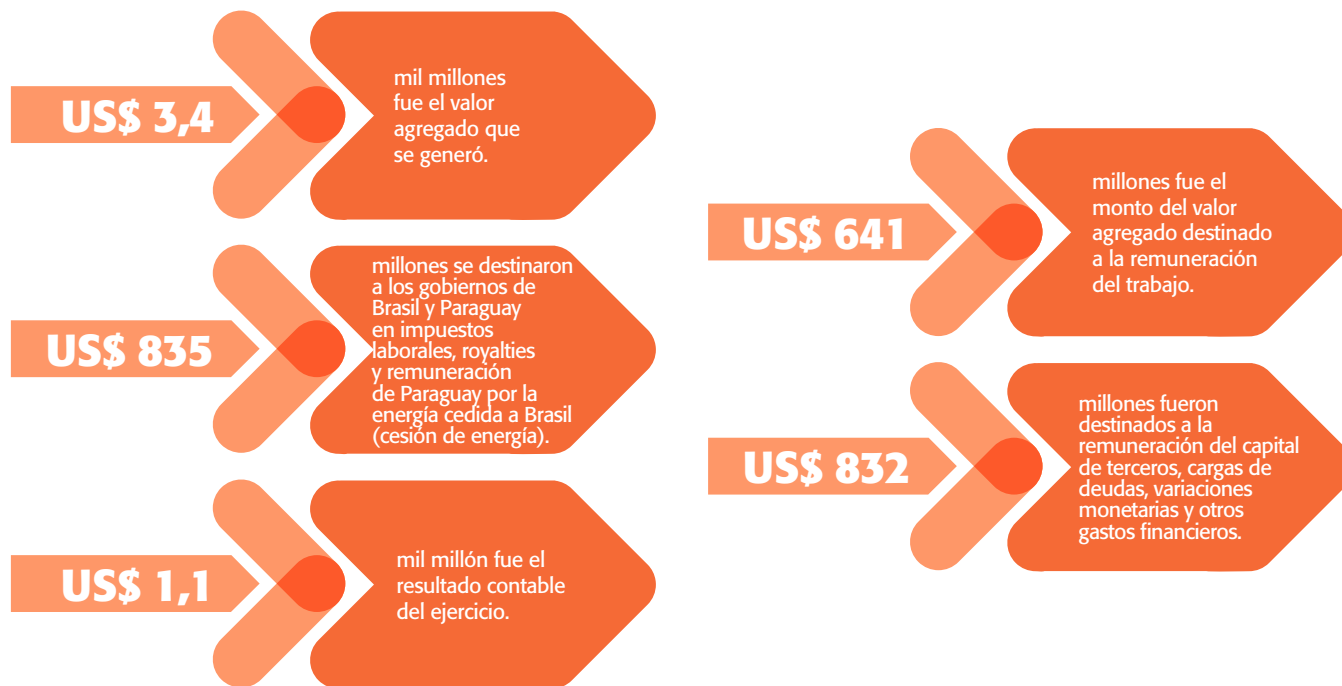 US$ 3,4
mil millones
fue el valor
agregado que
se generó.
US$ 835
millones se destinaron
a los gobiernos de
Brasil y Paraguay
en impuestos
laborales, royalties
y remuneración
de Paraguay por la
energía cedida a Brasil
(cesión de energía).
US$ 1,1
mil millón fue el
resultado contable
del ejercicio.
US$ 641
millones fue el
monto del valor
agregado destinado
a la remuneración
del trabajo.
US$ 832
millones fueron
destinados a la
remuneración del capital
de terceros, cargas de
deudas, variaciones
monetarias y otros
gastos financieros.